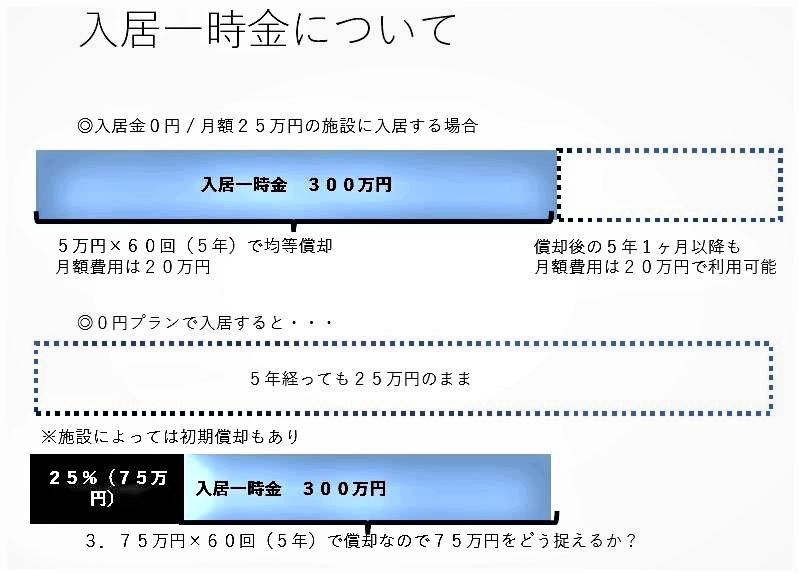 入居一時金について
◎入居金０円／月額２５万円の施設に入居する場合
入居一時金　３００万円
５万円×６０回（５年）で均等償却
月額費用は２０万円
償却後の５年１ヶ月以降も
月額費用は２０万円で利用可能
◎０円プランで入居すると・・・
５年経っても２５万円のまま
※施設によっては初期償却もあり
２５％（７５万
円）
入居一時金　３００万円
３．７５万円×６０回（５年）で償却なので７５万円をどう捉えるか？